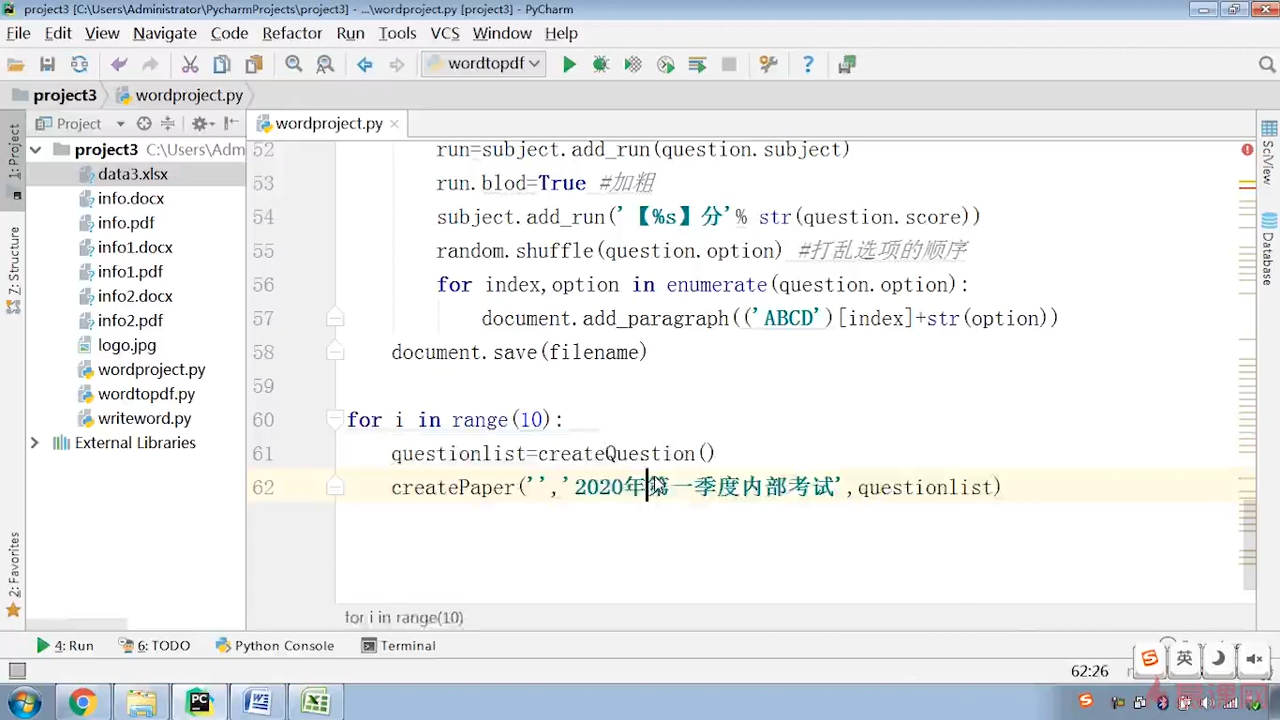 project3 [C:\Users\Administrator\PycharmProjects\project3] - ...\wordproject.py [project3] - PyCharm
File Edit View Navigate Code Refactor Run Tools VCS Window Help
wordtopdf
project3 wordproject.py
Project wordproject.py
1: Project
Z: Structure
2: Favorites
project3 C:\Users\Adm
data3.xlsx
info.docx
info.pdf
info1.docx
info1.pdf
info2.docx
info2.pdf
logo.jpg
wordproject.py
wordtopdf.py
writeword.py
External Libraries
52 run=subject.add_run(question.subject)
53 run.blod=True #加粗
54 subject.add_run('【%s】分'% str(question.score))
55 random.shuffle(question.option) #打乱选项的顺序
56 for index,option in enumerate(question.option):
57 document.add_paragraph(('ABCD')[index]+str(option))
58 document.save(filename)
59
60 for i in range(10):
61 questionlist=createQuestion()
62 createPaper('','2020年第一季度内部考试',questionlist)
for i in range(10)
SciView
Database
4: Run 6: TODO Python Console Terminal
62:26
英